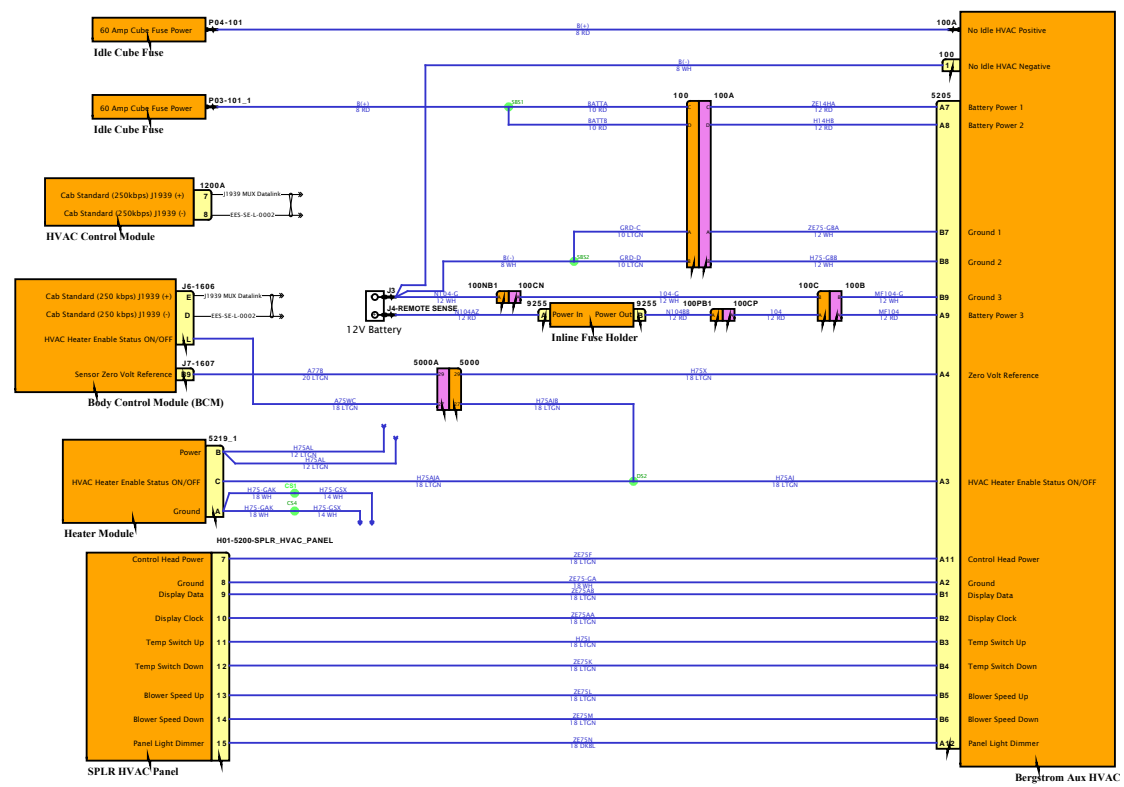 P04-101
60 Amp Cube Fuse Power
Idle Cube Fuse
B(+)
8 RD
100A
No Idle HVAC Positive
B(-)
8 WH
100
1
No Idle HVAC Negative
P03-101_1
60 Amp Cube Fuse Power
Idle Cube Fuse
B(+)
8 RD
SBS1
BATTA
10 RD
BATTB
10 RD
100
100A
C
C
D
D
ZE14HA
12 RD
H14HB
12 RD
5205
A7
Battery Power 1
A8
Battery Power 2
1200A
Cab Standard (250kbps) J1939 (+)
7
J1939 MUX Datalink
Cab Standard (250kbps) J1939 (-)
8
EES-SE-L-0002
HVAC Control Module
GRD-C
10 LTGN
A
A
ZE75-GBA
12 WH
B7
Ground 1
B(-)
8 WH
SBS2
GRD-D
10 LTGN
H75-GBB
12 WH
B8
Ground 2
J6-1606
Cab Standard (250 kbps) J1939 (+)
E
J1939 MUX Datalink
Cab Standard (250 kbps) J1939 (-)
D
EES-SE-L-0002
HVAC Heater Enable Status ON/OFF
L
J7-1607
Sensor Zero Volt Reference
B9
Body Control Module (BCM)
J3
J4-REMOTE SENSE
12V Battery
N104-G
12 WH
100NB1
100CN
104-G
12 WH
100C
100B
MF104-G
12 WH
B9
Ground 3
N104AZ
12 RD
9255
A
Power In
Power Out
9255
B
Inline Fuse Holder
N104BB
12 RD
100PB1
100CP
104
12 RD
MF104
12 RD
A9
Battery Power 3
A77B
20 LTGN
5000A
5000
H75X
18 LTGN
A4
Zero Volt Reference
A75WC
18 LTGN
H75AJB
18 LTGN
5219_1
Power
B
H75AL
12 LTGN
H75AL
12 LTGN
HVAC Heater Enable Status ON/OFF
C
H75AJA
18 LTGN
OS2
H75AJ
18 LTGN
A3
HVAC Heater Enable Status ON/OFF
H75-GAK
18 WH
H75-GSX
14 WH
Ground
A
H75-GAK
18 WH
CS4
H75-GSX
14 WH
Heater Module
H01-5200-SPLR_HVAC_PANEL
Control Head Power
7
ZE75F
18 LTGN
A11
Control Head Power
Ground
8
ZE75-GA
18 WH
A2
Ground
Display Data
9
ZE75AB
18 LTGN
B1
Display Data
Display Clock
10
ZE75AA
18 LTGN
B2
Display Clock
Temp Switch Up
11
H75J
18 LTGN
B3
Temp Switch Up
Temp Switch Down
12
ZE75K
18 LTGN
B4
Temp Switch Down
Blower Speed Up
13
ZE75L
18 LTGN
B5
Blower Speed Up
Blower Speed Down
14
ZE75M
18 LTGN
B6
Blower Speed Down
Panel Light Dimmer
15
ZE75N
18 DKBL
A12
Panel Light Dimmer
SPLR HVAC Panel
Bergstrom Aux HVAC